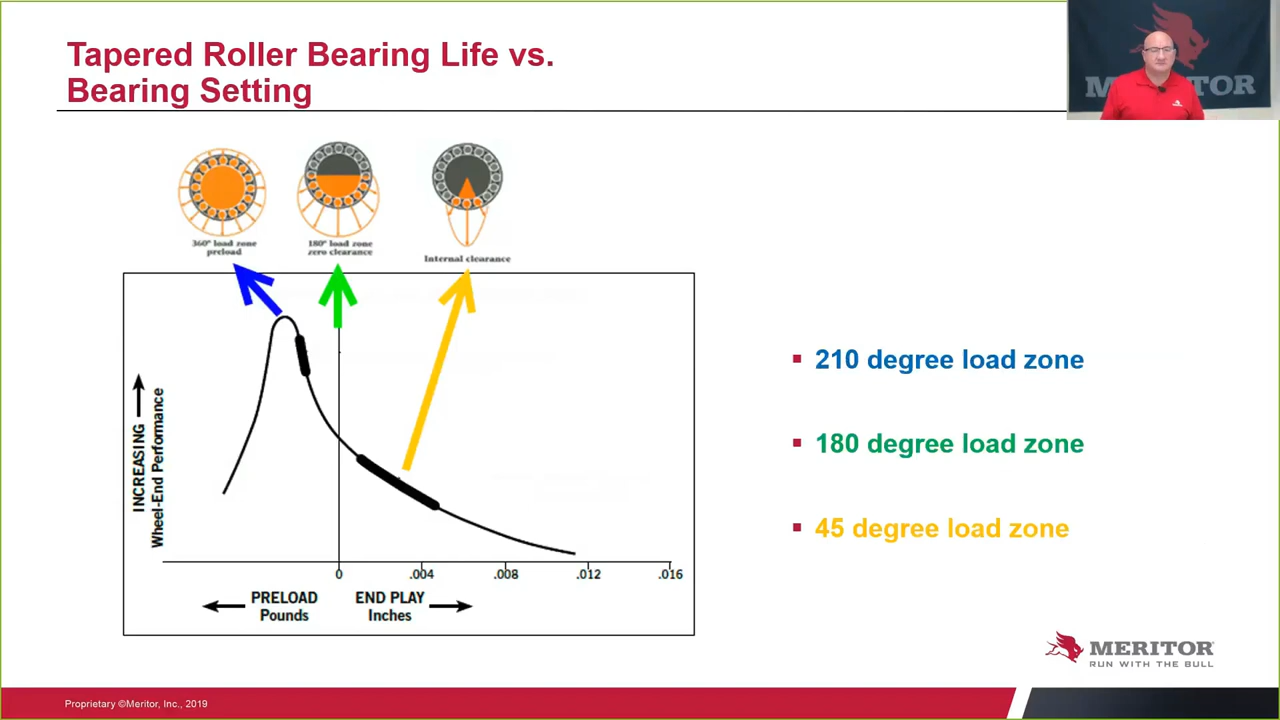 Tapered Roller Bearing Life vs.
Bearing Setting
MERITOR
360° load zone
preload
180° load zone
zero clearance
Internal clearance
INCREASING
Wheel-End Performance
0
.004
.008
.012
.016
PRELOAD
Pounds
END PLAY
Inches
210 degree load zone
180 degree load zone
45 degree load zone
MERITOR
RUN WITH THE BULL
Proprietary ©Meritor, Inc., 2019